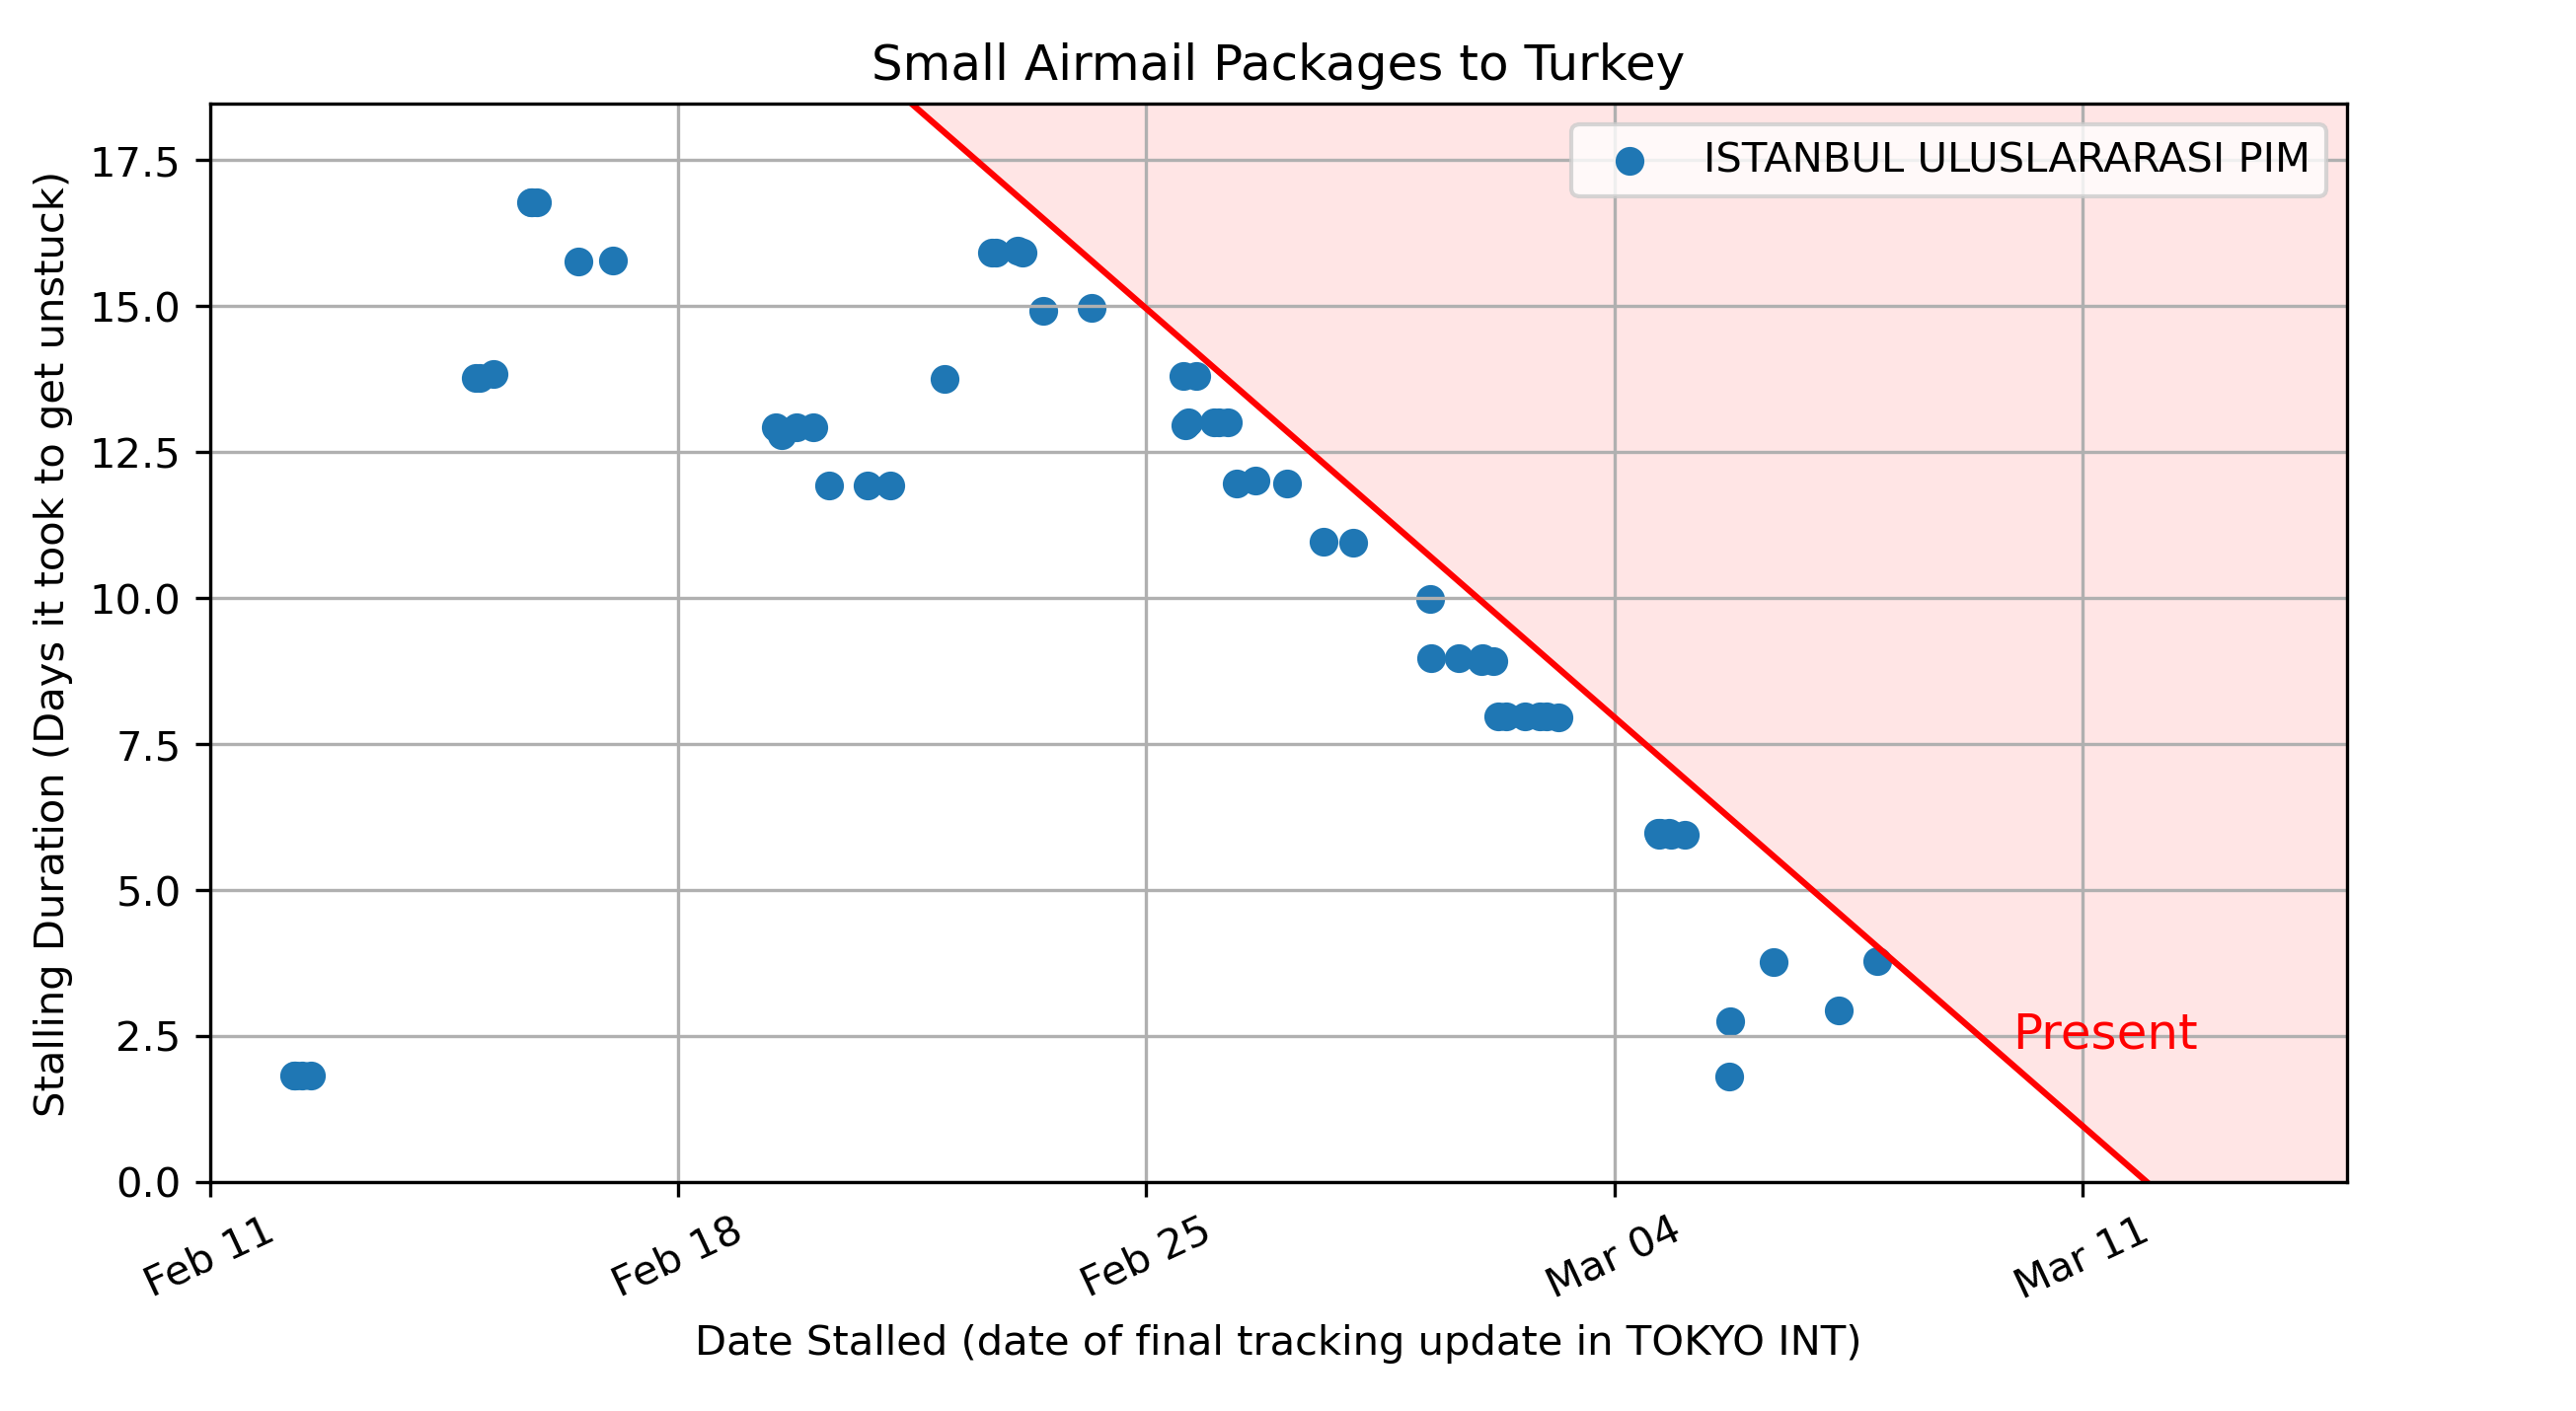 Small Airmail Packages to Turkey
ISTANBUL ULUSLARARASI PIM
Stalling Duration (Days it took to get unstuck)
17.5
15.0
12.5
10.0
7.5
5.0
2.5
0.0
Present
Feb 11
Feb 18
Feb 25
Mar 04
Mar 11
Date Stalled (date of final tracking update in TOKYO INT)